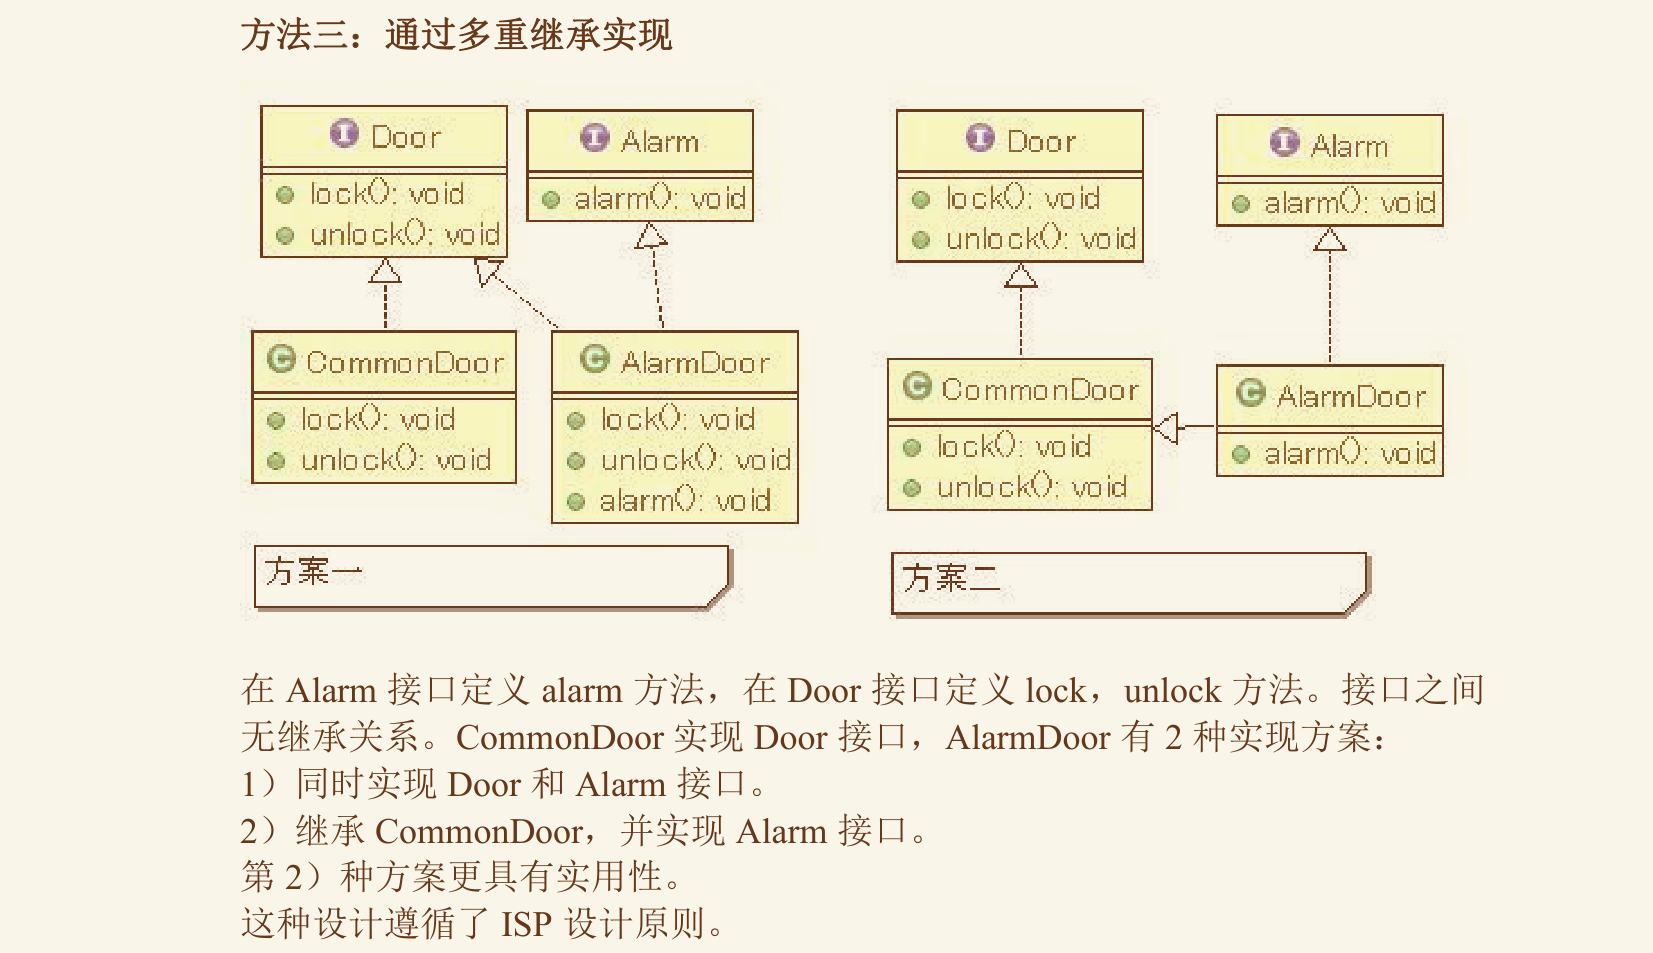 方法三：通过多重继承实现
Door
lock(): void
unlock(): void
Alarm
alarm(): void
CommonDoor
lock(): void
unlock(): void
AlarmDoor
lock(): void
unlock(): void
alarm(): void
方案一
Door
lock(): void
unlock(): void
Alarm
alarm(): void
CommonDoor
lock(): void
unlock(): void
AlarmDoor
alarm(): void
方案二
在 Alarm 接口定义 alarm 方法，在 Door 接口定义 lock，unlock 方法。接口之间
无继承关系。CommonDoor 实现 Door 接口，AlarmDoor 有 2 种实现方案：
1）同时实现 Door 和 Alarm 接口。
2）继承 CommonDoor，并实现 Alarm 接口。
第 2）种方案更具有实用性。
这种设计遵循了 ISP 设计原则。